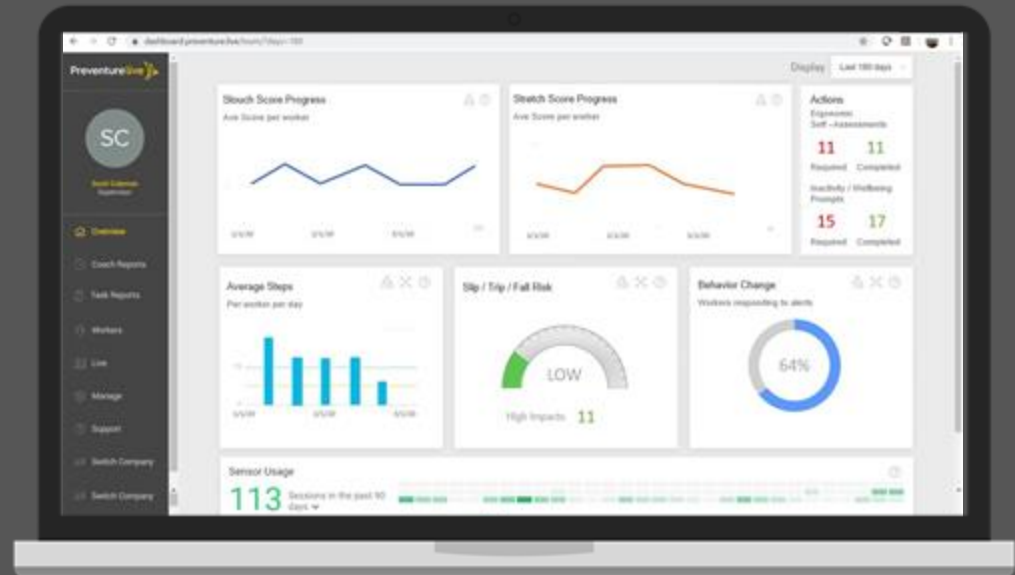 Preventure live
Display
Last 180 days
SC
Supervisor
Overview
Coach Reports
Task Reports
Workers
Live
Manage
Support
Switch Company
Switch Company
Slouch Score Progress
Ave Score per worker
Stretch Score Progress
Ave Score per worker
Actions
Ergonomic
Self-Assessments
11 11
Required Completed
Inactivity / Wellbeing
Prompts
15 17
Required Completed
Average Steps
Per worker per day
Slip / Trip / Fall Risk
LOW
High Impacts 11
Behavior Change
Workers responding to alerts
64%
Sensor Usage
113 Sessions in the past 90
days